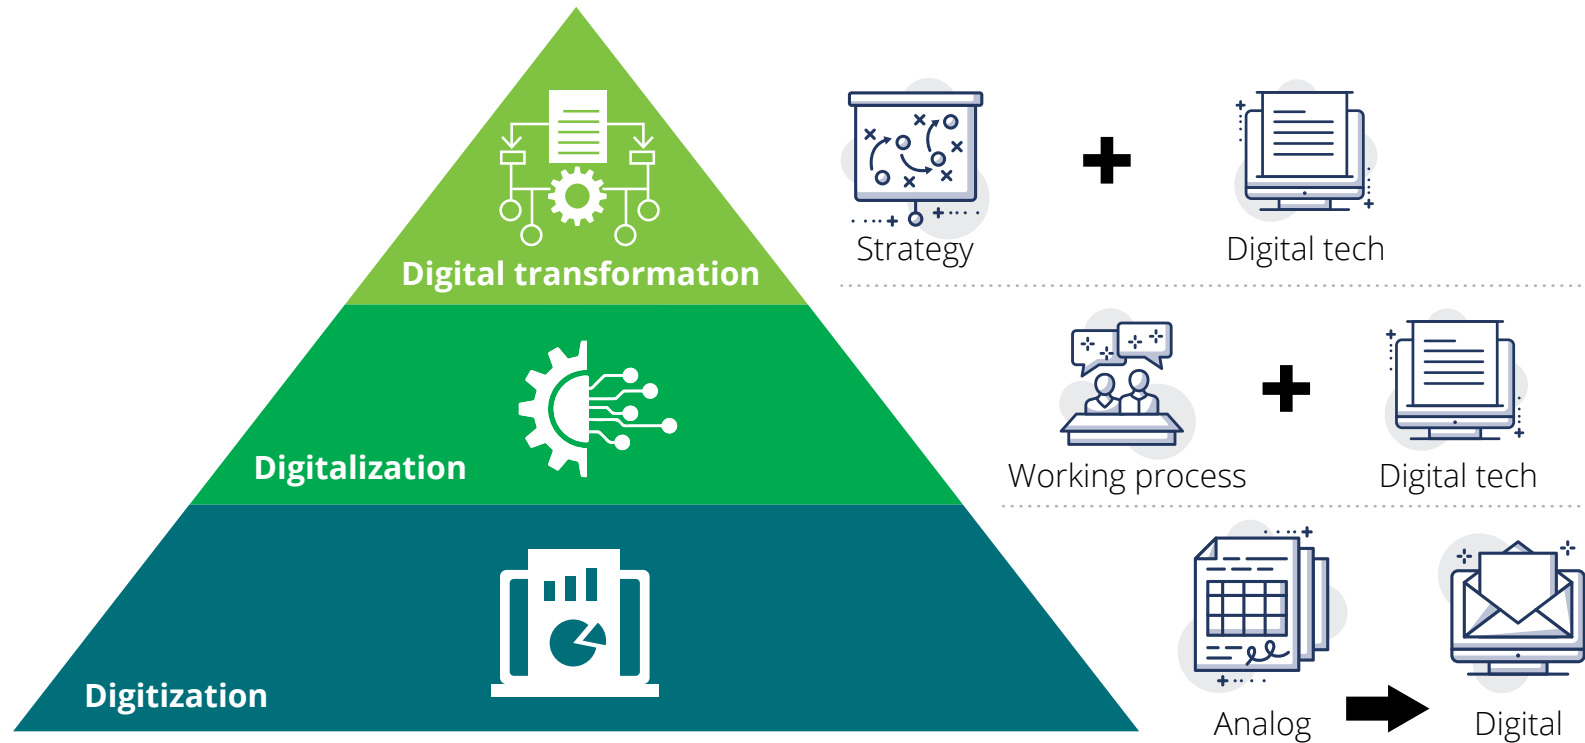 Digital transformation
Strategy
Digital tech
Digitalization
Working process
Digital tech
Digitization
Analog
Digital